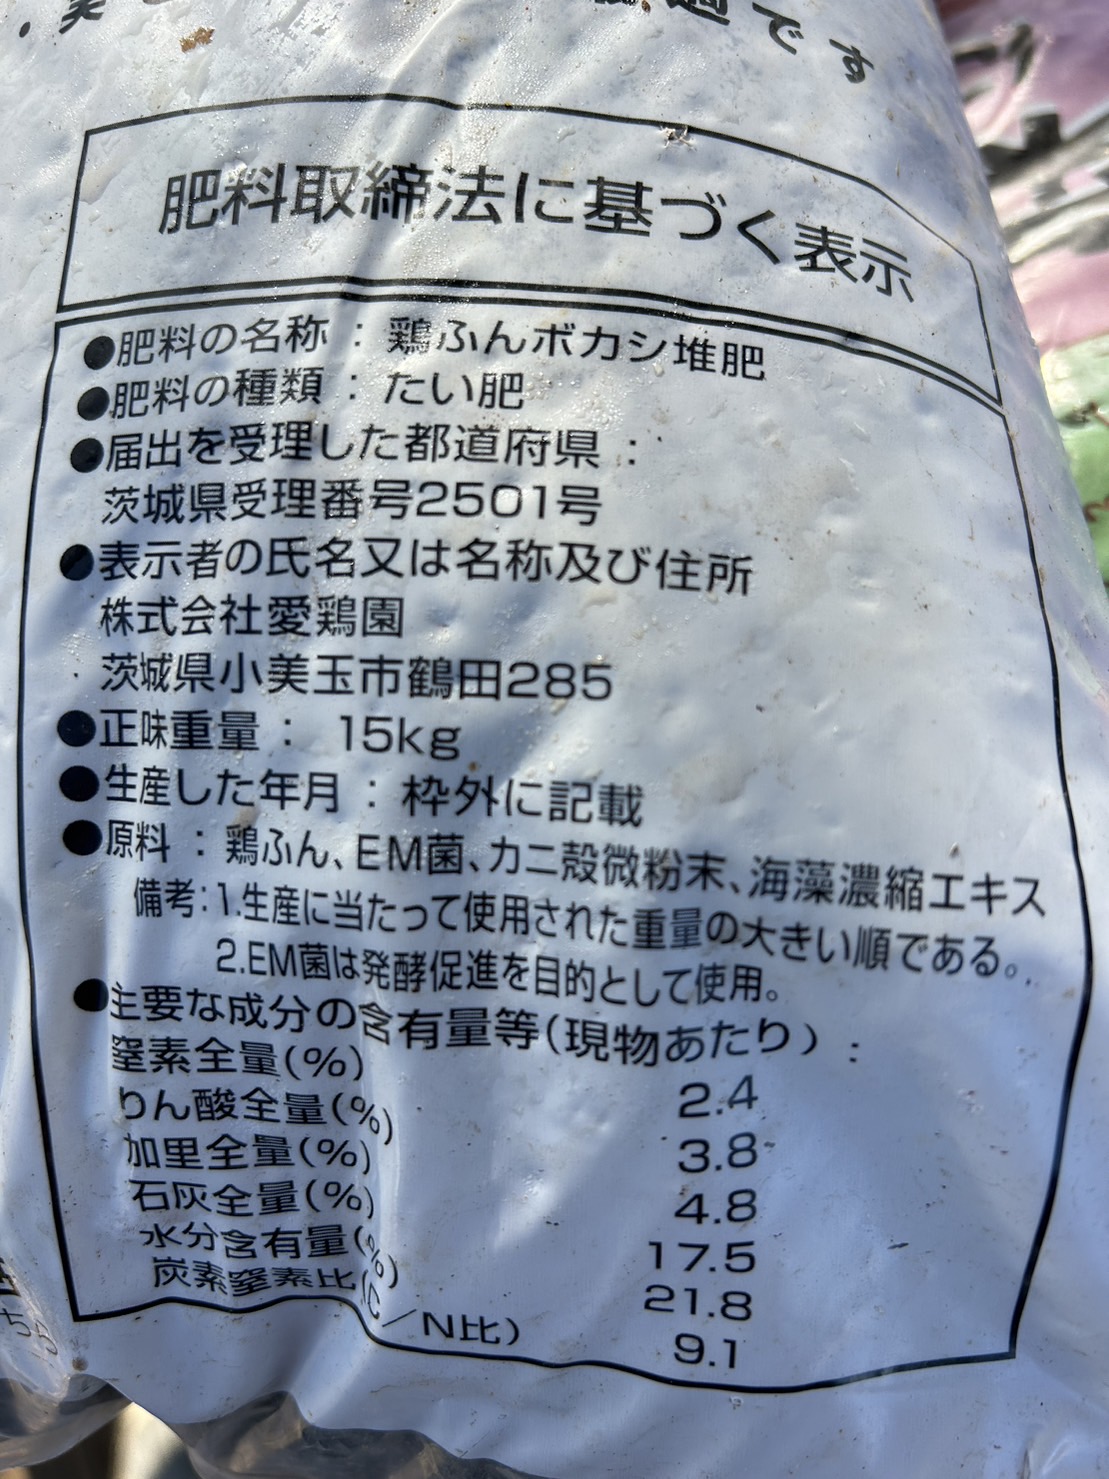 です
肥料取締法に基づく表示
●肥料の名称：鶏ふんボカシ堆肥
●肥料の種類：たい肥
●届出を受理した都道府県：
茨城県受理番号2501号
●表示者の氏名又は名称及び住所
株式会社愛鶏園
茨城県小美玉市鶴田285
●正味重量： 15kg
●生産した年月：枠外に記載
●原料：鶏ふん、EM菌、カニ殻微粉末、海藻濃縮エキス
備考：1.生産に当たって使用された重量の大きい順である。
2.EM菌は発酵促進を目的として使用。
●主要な成分の含有量等(現物あたり)：
窒素全量(%) 2.4
りん酸全量(%) 3.8
加里全量(%) 4.8
石灰全量(%) 17.5
水分含有量(%) 21.8
炭素窒素比(C／N比) 9.1